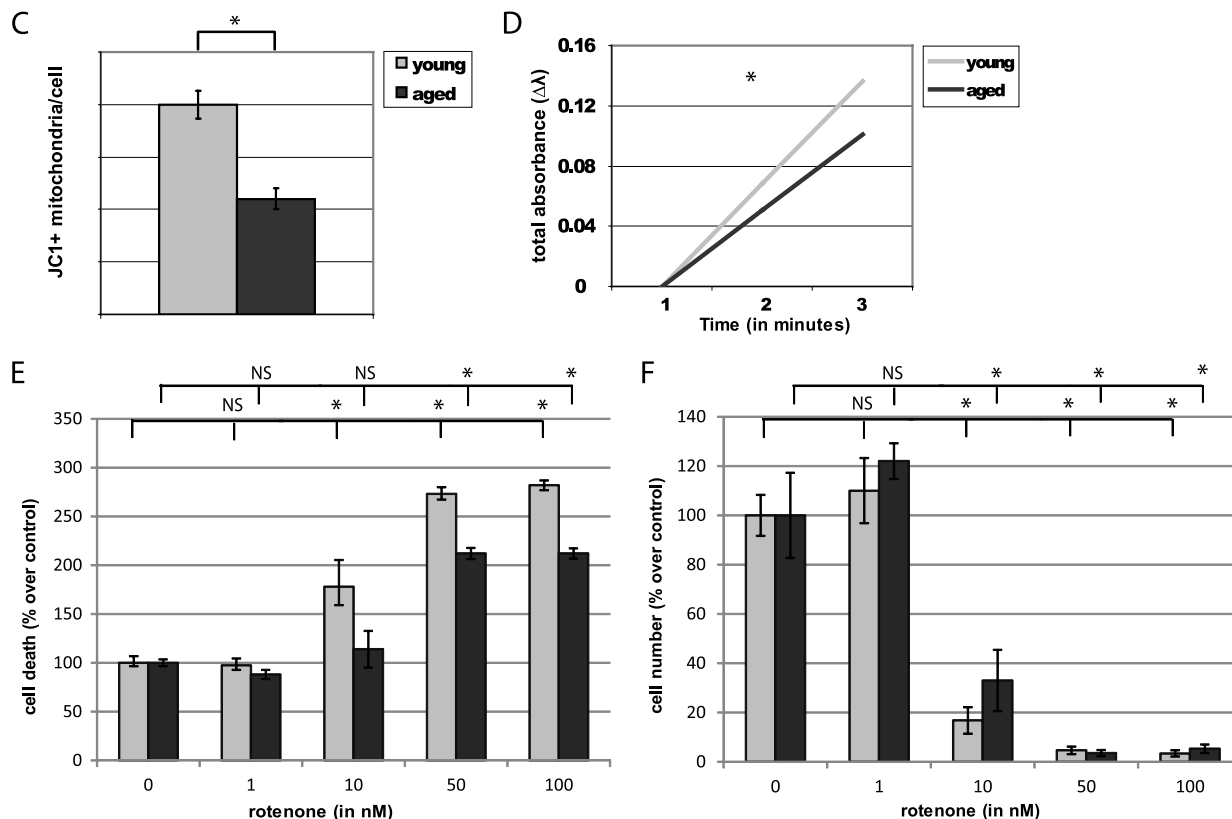 C
*
JC1+ mitochondria/cell
young
aged
D
0.16
0.12
0.08
0.04
0
total absorbance (Δλ)
*
1 2 3
Time (in minutes)
young
aged
E
NS NS * *
NS * * *
350
300
250
200
150
100
50
0
cell death (% over control)
0 1 10 50 100
rotenone (in nM)
F
NS * * *
NS * * *
140
120
100
80
60
40
20
0
cell number (% over control)
0 1 10 50 100
rotenone (in nM)